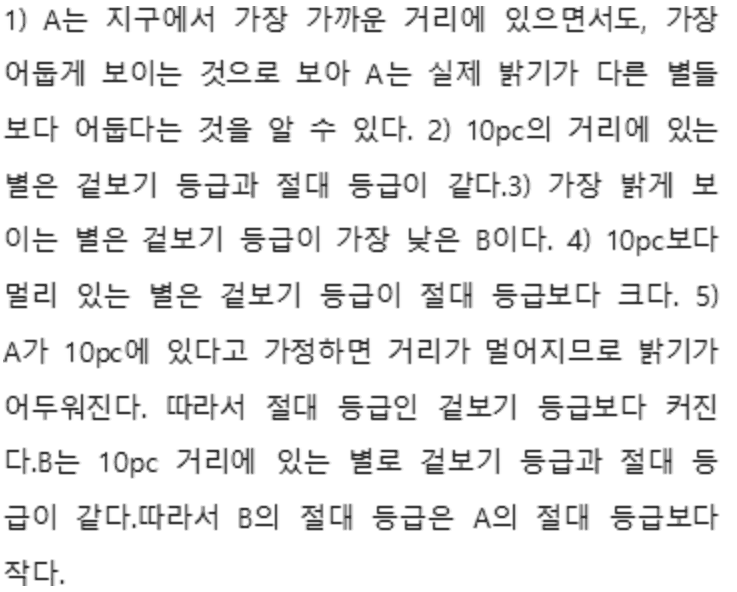 1) A는 지구에서 가장 가까운 거리에 있으면서도, 가장
어둡게 보이는 것으로 보아 A는 실제 밝기가 다른 별들
보다 어둡다는 것을 알 수 있다. 2) 10pc의 거리에 있는
별은 겉보기 등급과 절대 등급이 같다.3) 가장 밝게 보
이는 별은 겉보기 등급이 가장 낮은 B이다. 4) 10pc보다
멀리 있는 별은 겉보기 등급이 절대 등급보다 크다. 5)
A가 10pc에 있다고 가정하면 거리가 멀어지므로 밝기가
어두워진다. 따라서 절대 등급인 겉보기 등급보다 커진
다.B는 10pc 거리에 있는 별로 겉보기 등급과 절대 등
급이 같다.따라서 B의 절대 등급은 A의 절대 등급보다
작다.